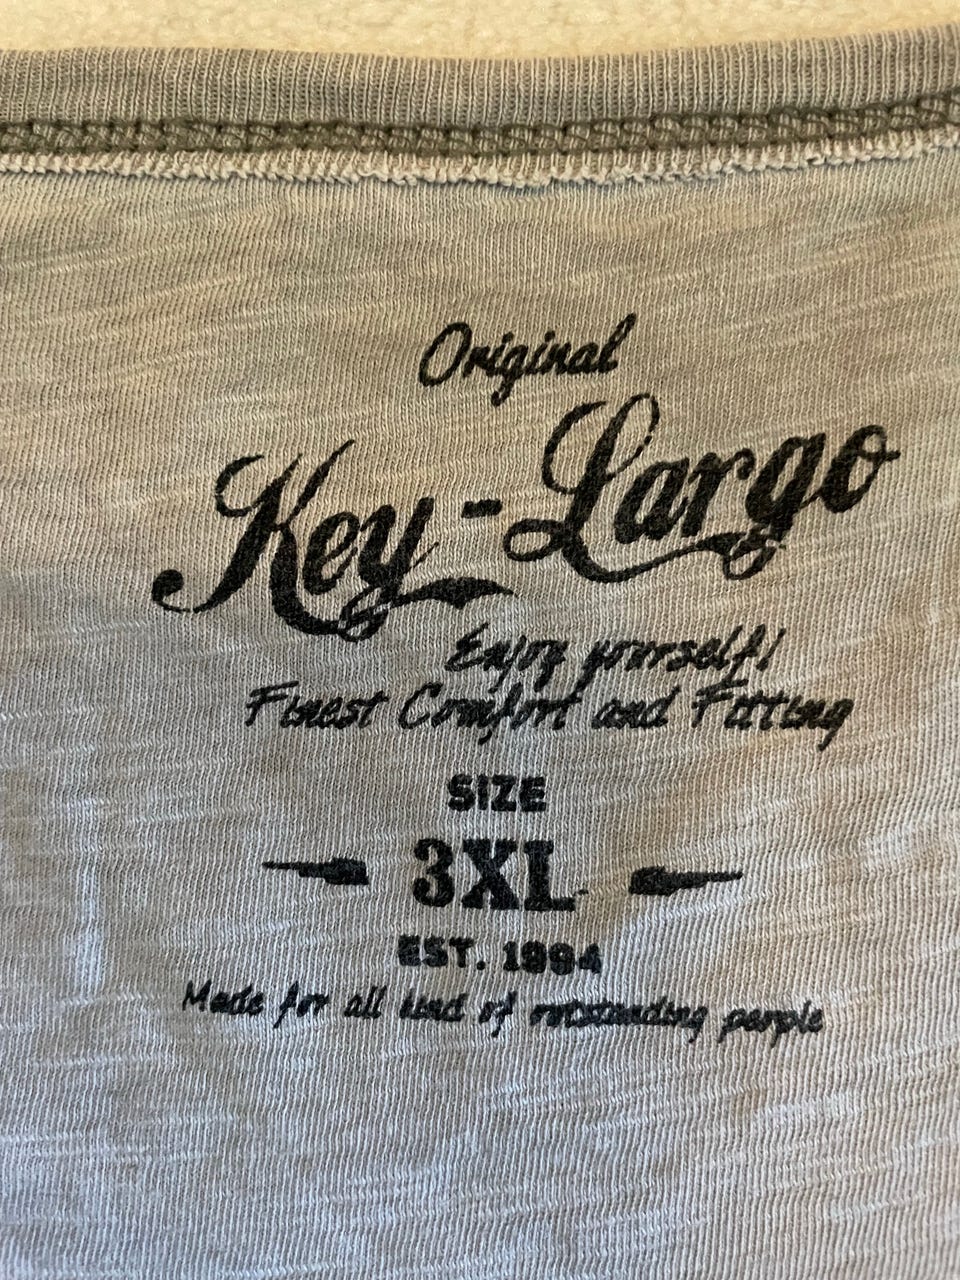 Original
Key-Largo
Enjoy yourself!
Finest Comfort and Fitting
SIZE
3XL
EST. 1994
Made for all kind of outstanding people